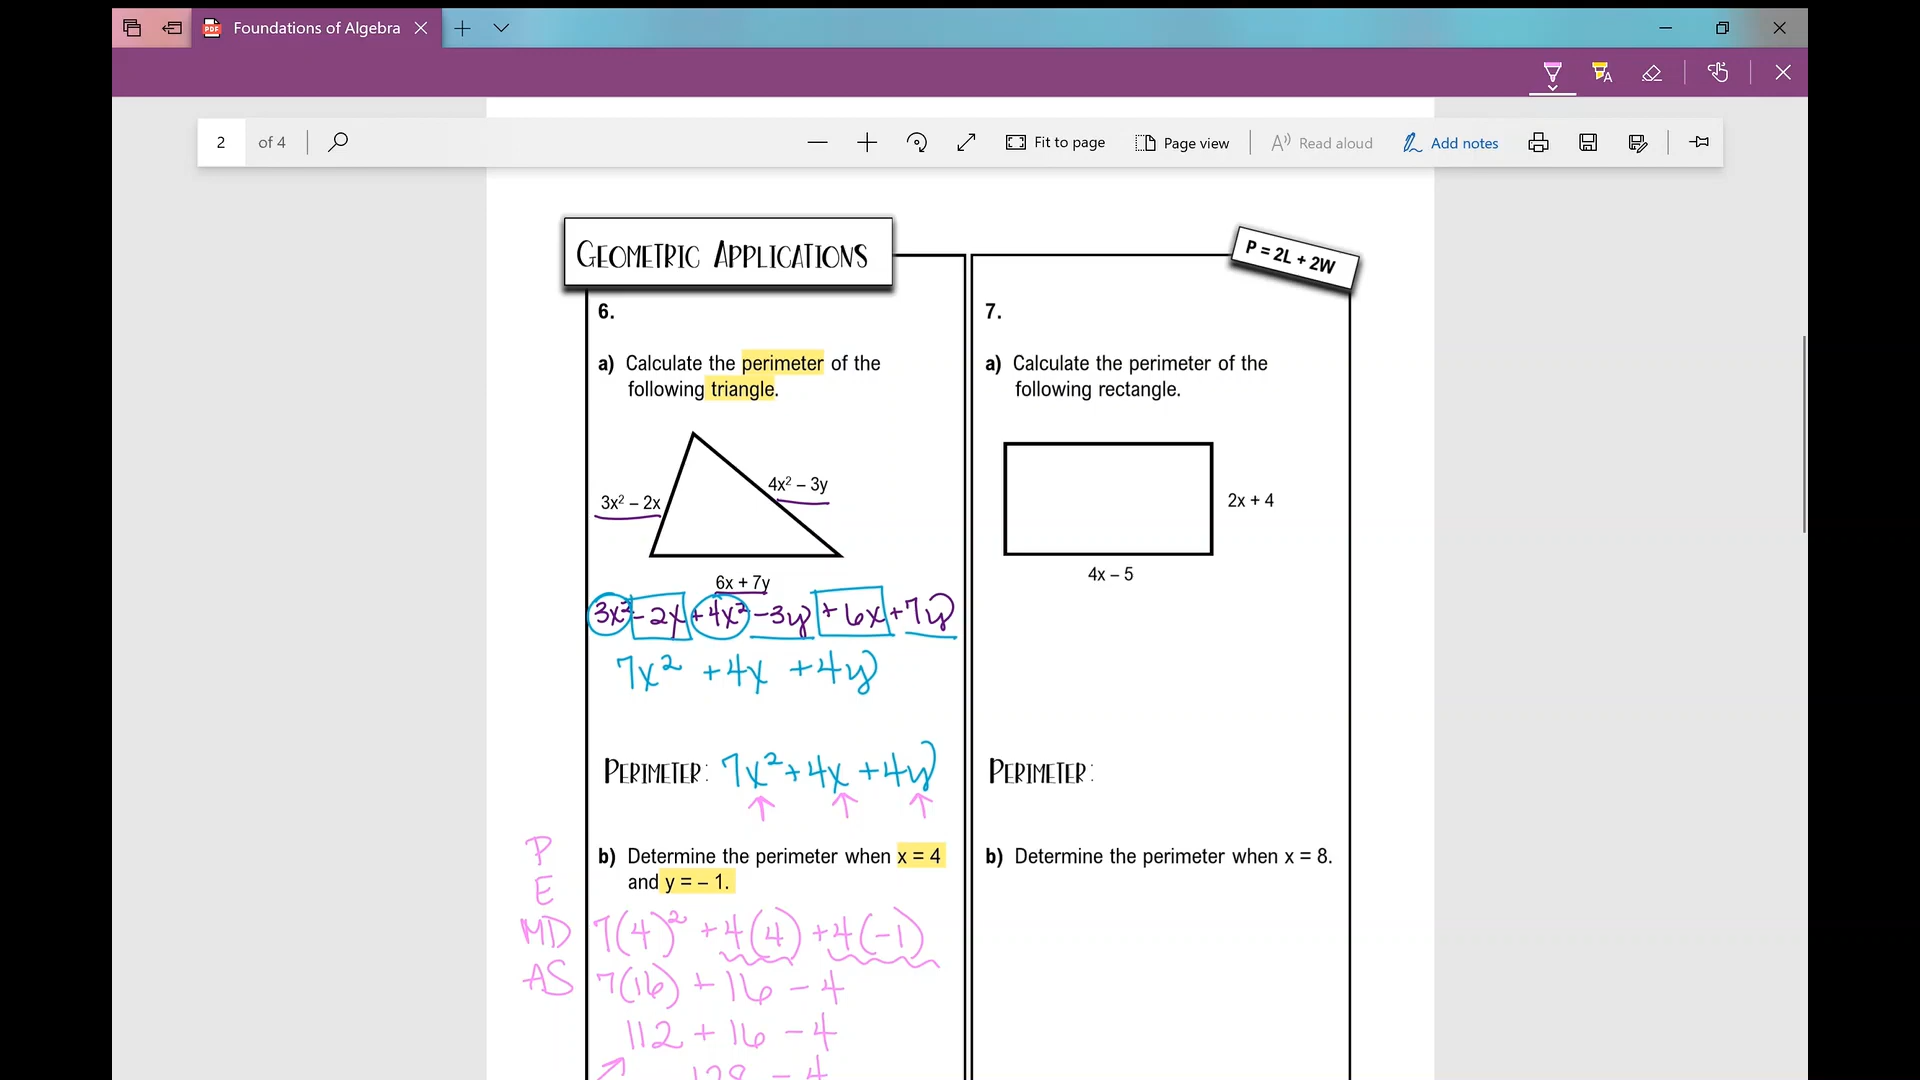 Foundations of Algebra
2 of 4
Fit to page
Page view
Read aloud
Add notes
GEOMETRIC APPLICATIONS
P = 2L + 2W
6.
a) Calculate the perimeter of the
following triangle.
4x² – 3y
3x² – 2x
6x + 7y
3x² - 2x + 4x² - 3y + 6x + 7y
7x² + 4x + 4y
PERIMETER: 7x² + 4x + 4y
P
E
MD
AS
b) Determine the perimeter when x = 4
and y = – 1.
7(4)² + 4(4) + 4(-1)
7(16) + 16 - 4
112 + 16 - 4
128 - 4
7.
a) Calculate the perimeter of the
following rectangle.
2x + 4
4x – 5
PERIMETER:
b) Determine the perimeter when x = 8.